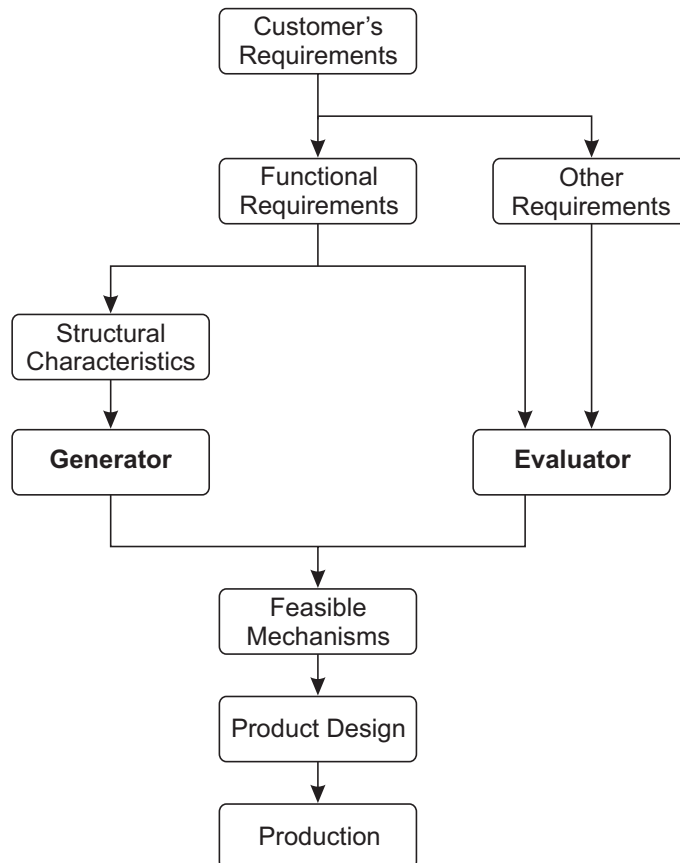 Customer’s
Requirements
Functional
Requirements
Other
Requirements
Structural
Characteristics
Generator
Evaluator
Feasible
Mechanisms
Product Design
Production